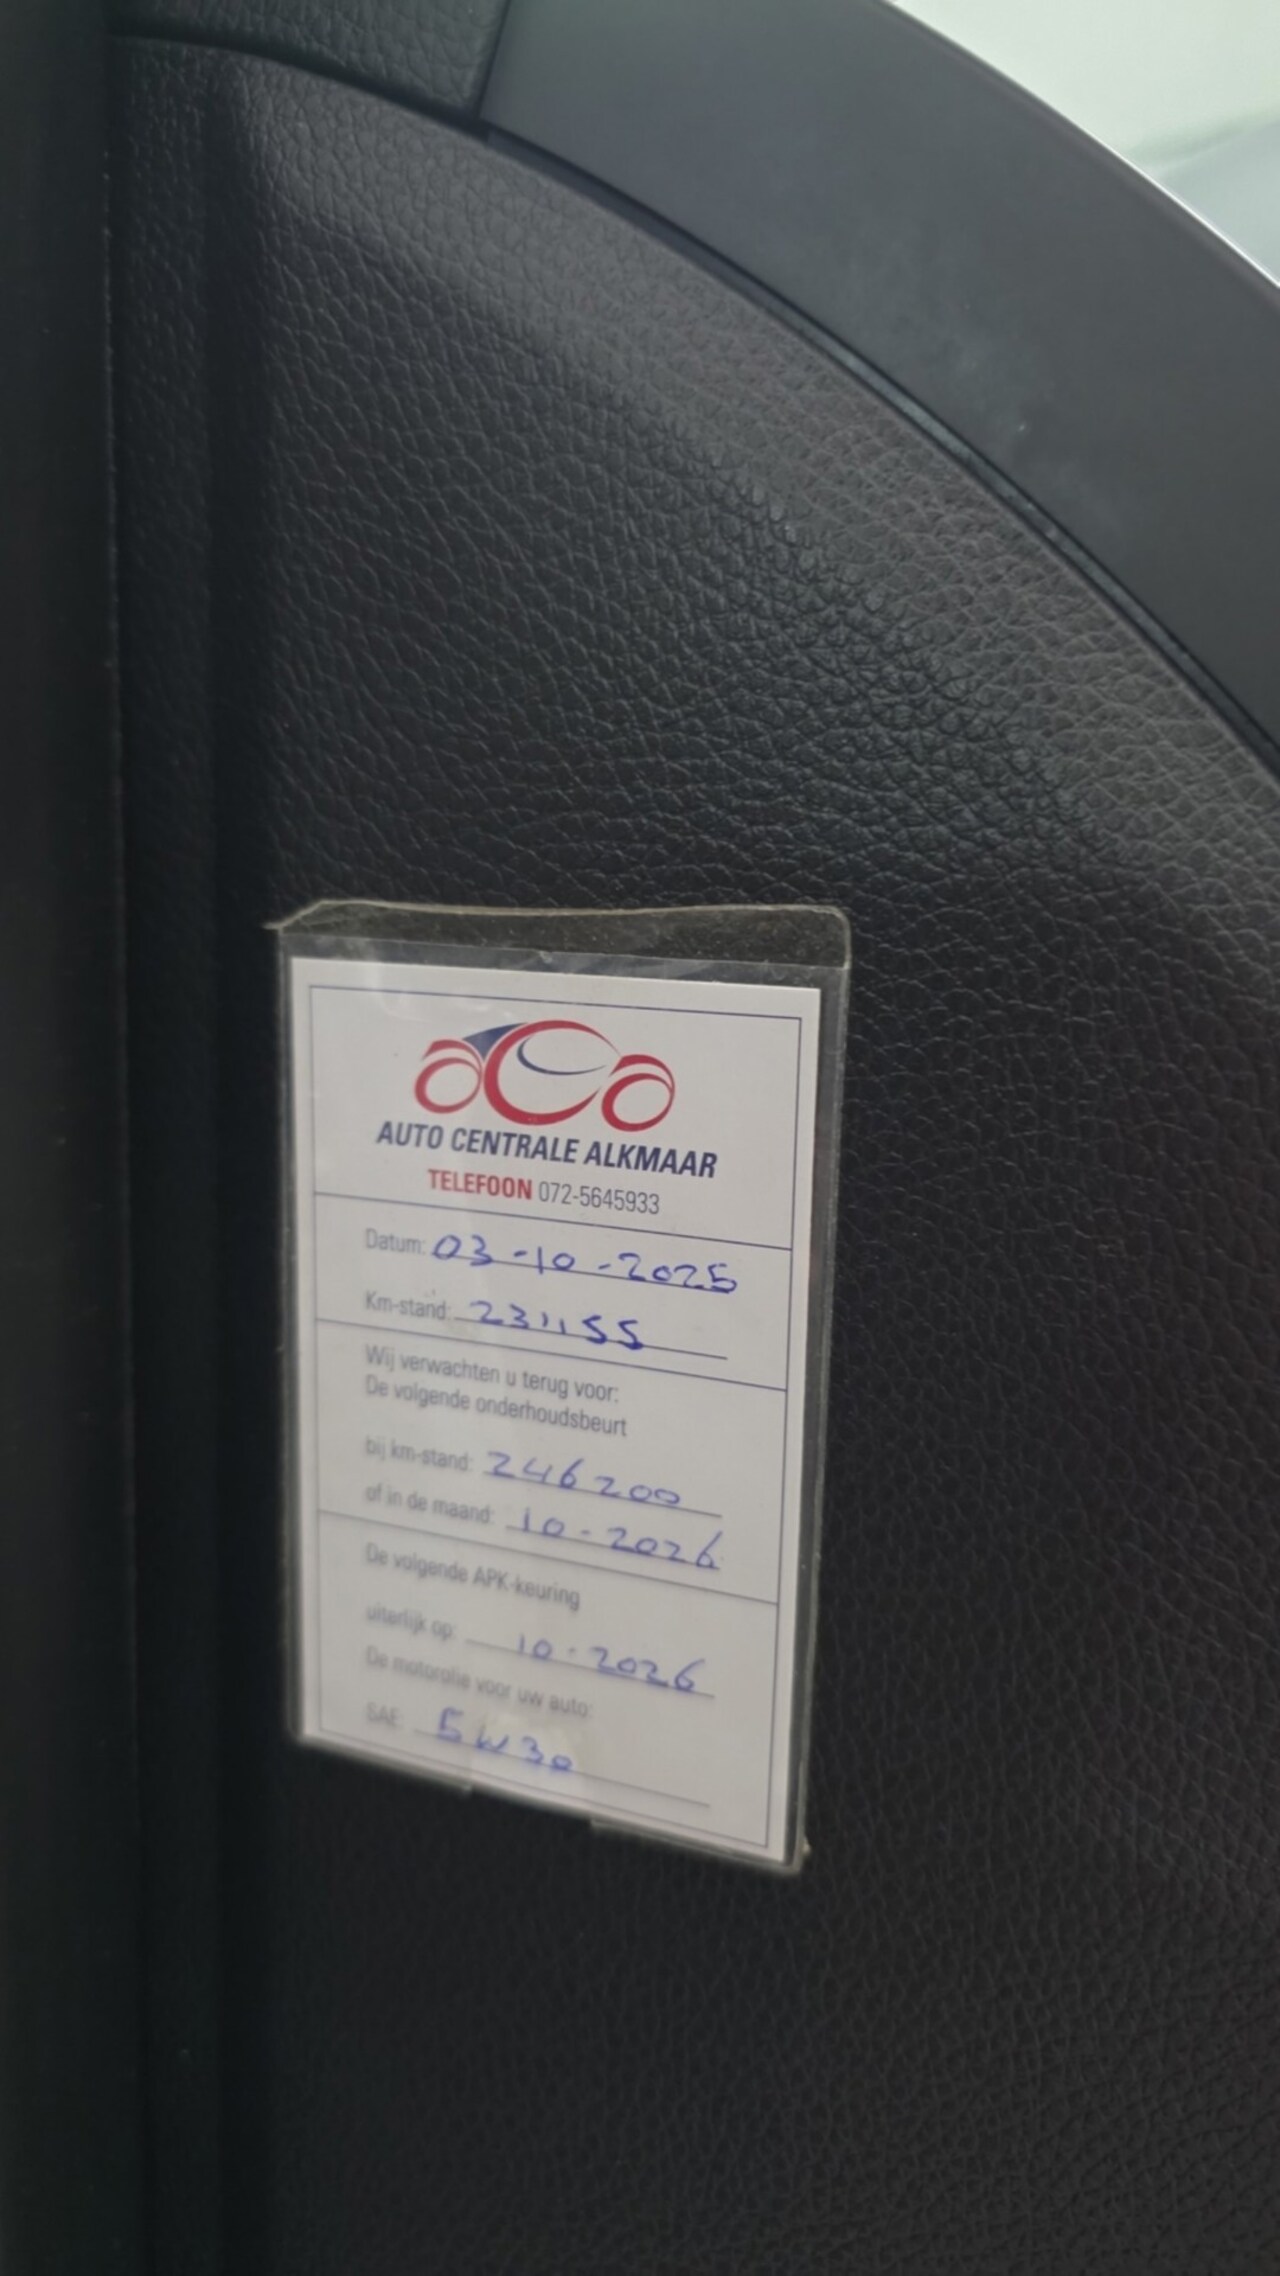 aCa
AUTO CENTRALE ALKMAAR
TELEFOON 072-5645933
Datum: 03-10-2025
Km-stand: 231155
Wij verwachten u terug voor:
De volgende onderhoudsbeurt
bij km-stand: 246200
of in de maand: 10-2026
De volgende APK-keuring
uiterlijk op: 10-2026
De motorolie voor uw auto:
SAE: 5W30